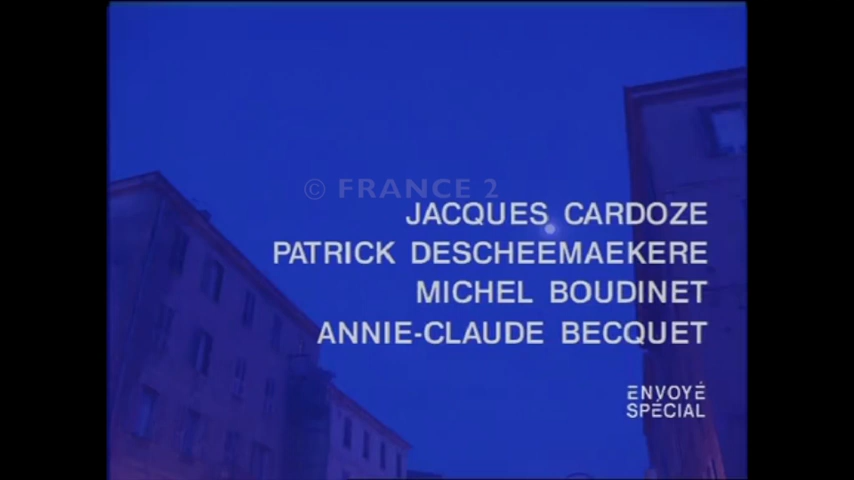 © FRANCE 2
JACQUES CARDOZE
PATRICK DESCHEEMAEKERE
MICHEL BOUDINET
ANNIE-CLAUDE BECQUET
ENVOYÉ
SPÉCIAL